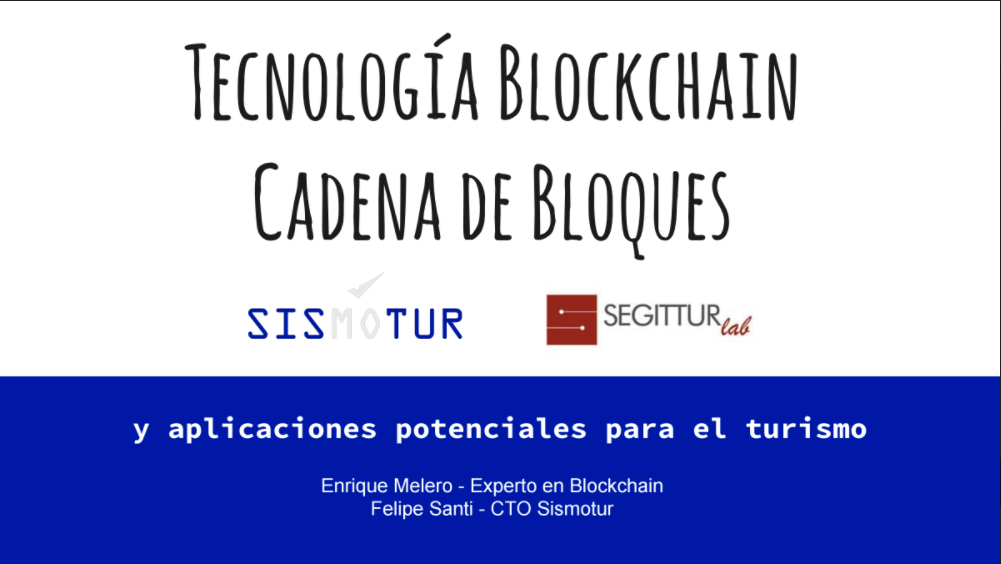 Tecnología Blockchain
Cadena de Bloques
SISMOTUR
SEGITTUR lab
y aplicaciones potenciales para el turismo
Enrique Melero - Experto en Blockchain
Felipe Santi - CTO Sismotur